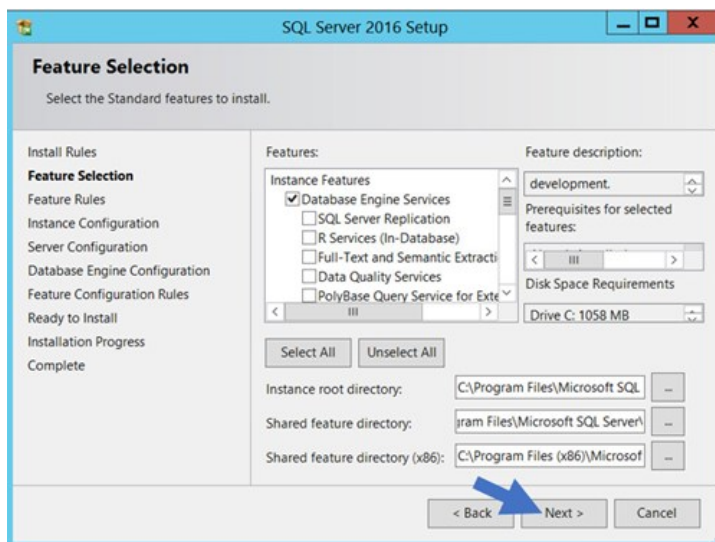 SQL Server 2016 Setup
Feature Selection
Select the Standard features to install.
Install Rules
Feature Selection
Feature Rules
Instance Configuration
Server Configuration
Database Engine Configuration
Feature Configuration Rules
Ready to Install
Installation Progress
Complete
Features:
Instance Features
Database Engine Services
SQL Server Replication
R Services (In-Database)
Full-Text and Semantic Extracti
Data Quality Services
PolyBase Query Service for Exte
Feature description:
development.
Prerequisites for selected
features:
Disk Space Requirements
Drive C: 1058 MB
Select All Unselect All
Instance root directory: C:\Program Files\Microsoft SQL ...
Shared feature directory: gram Files\Microsoft SQL Server\ ...
Shared feature directory (x86): C:\Program Files (x86)\Microsof ...
< Back Next > Cancel